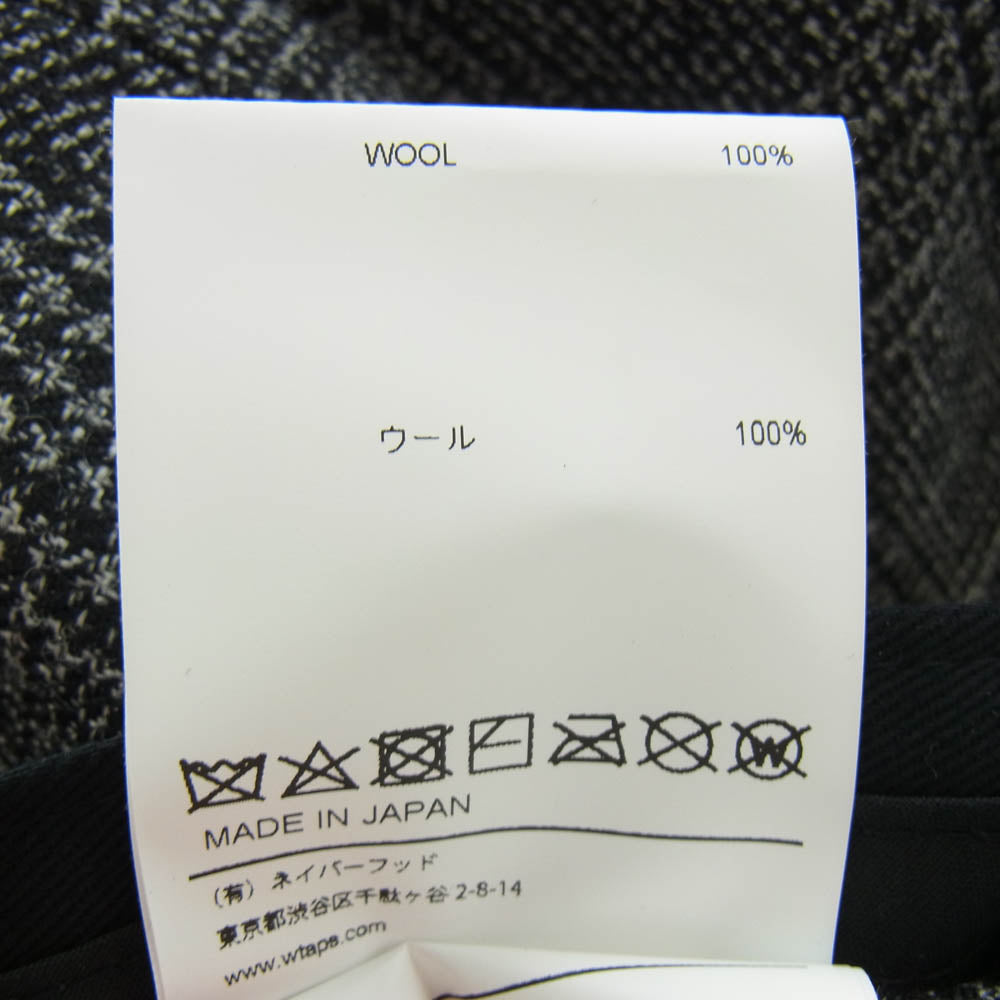 WOOL 100%
ウール 100%
W
MADE IN JAPAN
(有) ネイバーフッド
東京都渋谷区千駄ヶ谷 2-8-14
www.wtaps.com